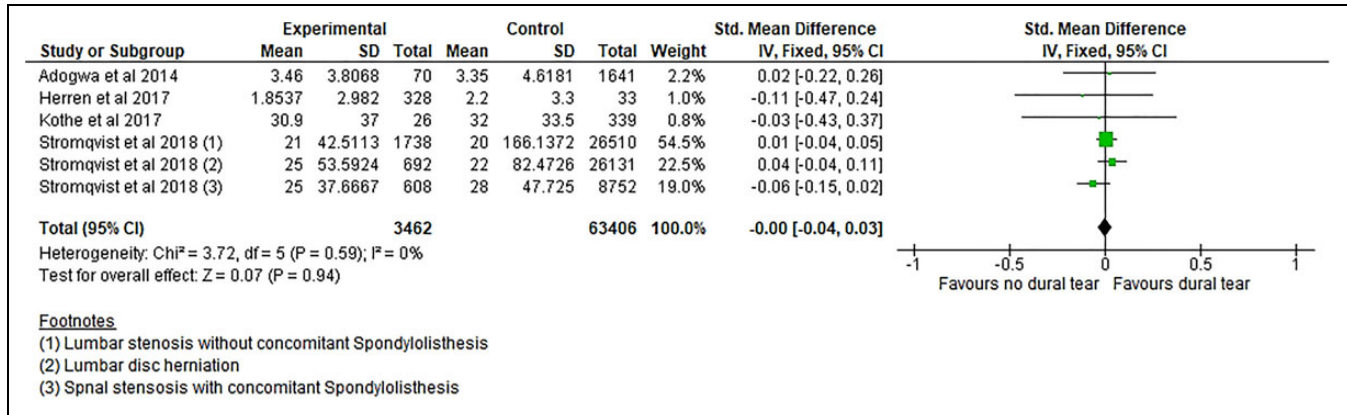 Experimental Control Std. Mean Difference Std. Mean Difference
Study or Subgroup Mean SD Total Mean SD Total Weight IV, Fixed, 95% CI IV, Fixed, 95% CI
Adogwa et al 2014 3.46 3.8068 70 3.35 4.6181 1641 2.2% 0.02 [-0.22, 0.26]
Herren et al 2017 1.8537 2.982 328 2.2 3.3 33 1.0% -0.11 [-0.47, 0.24]
Kothe et al 2017 30.9 37 26 32 33.5 339 0.8% -0.03 [-0.43, 0.37]
Stromqvist et al 2018 (1) 21 42.5113 1738 20 166.1372 26510 54.5% 0.01 [-0.04, 0.05]
Stromqvist et al 2018 (2) 25 53.5924 692 22 82.4726 26131 22.5% 0.04 [-0.04, 0.11]
Stromqvist et al 2018 (3) 25 37.6667 608 28 47.725 8752 19.0% -0.06 [-0.15, 0.02]
Total (95% CI) 3462 63406 100.0% -0.00 [-0.04, 0.03]
Heterogeneity: Chi² = 3.72, df = 5 (P = 0.59); I² = 0%
Test for overall effect: Z = 0.07 (P = 0.94)
-1 -0.5 0 0.5 1
Favours no dural tear Favours dural tear
Footnotes
(1) Lumbar stenosis without concomitant Spondylolisthesis
(2) Lumbar disc herniation
(3) Spnal stensosis with concomitant Spondylolisthesis